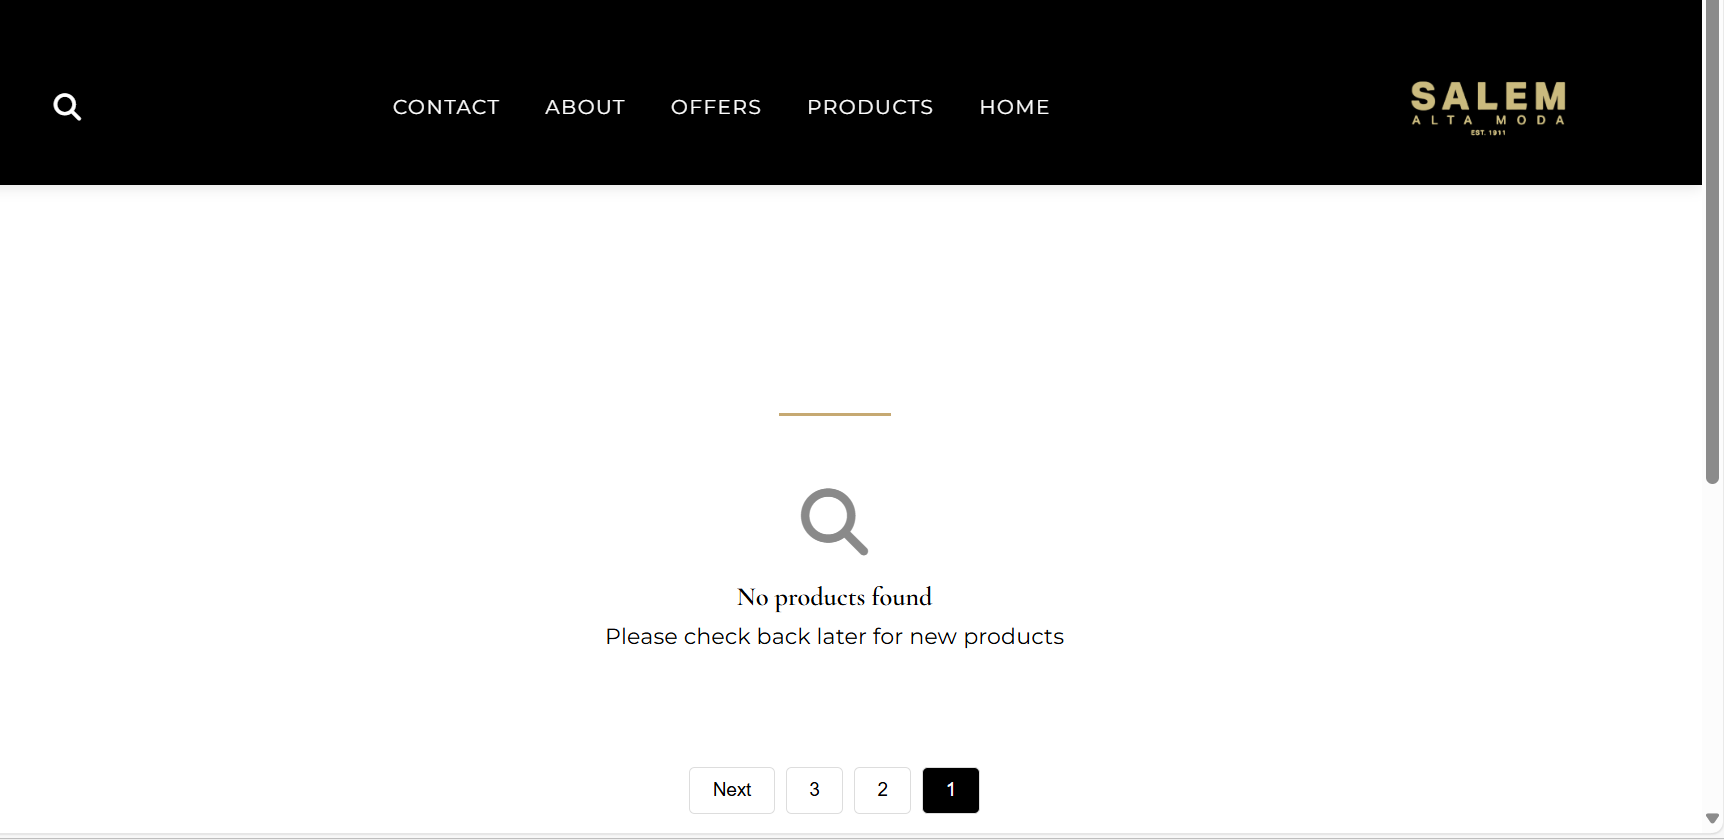 CONTACT ABOUT OFFERS PRODUCTS HOME
SALEM
ALTA MODA
EST. 1911
No products found
Please check back later for new products
Next 3 2 1